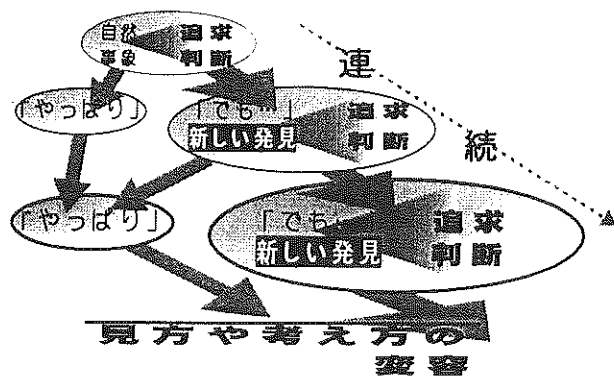 自然 追求
事象 判断
連
「やっぱり」
「でも…」 追求
新しい発見 判断
続
「やっぱり」
「でも… 追求
新しい発見 判断
見方や考え方の
変容